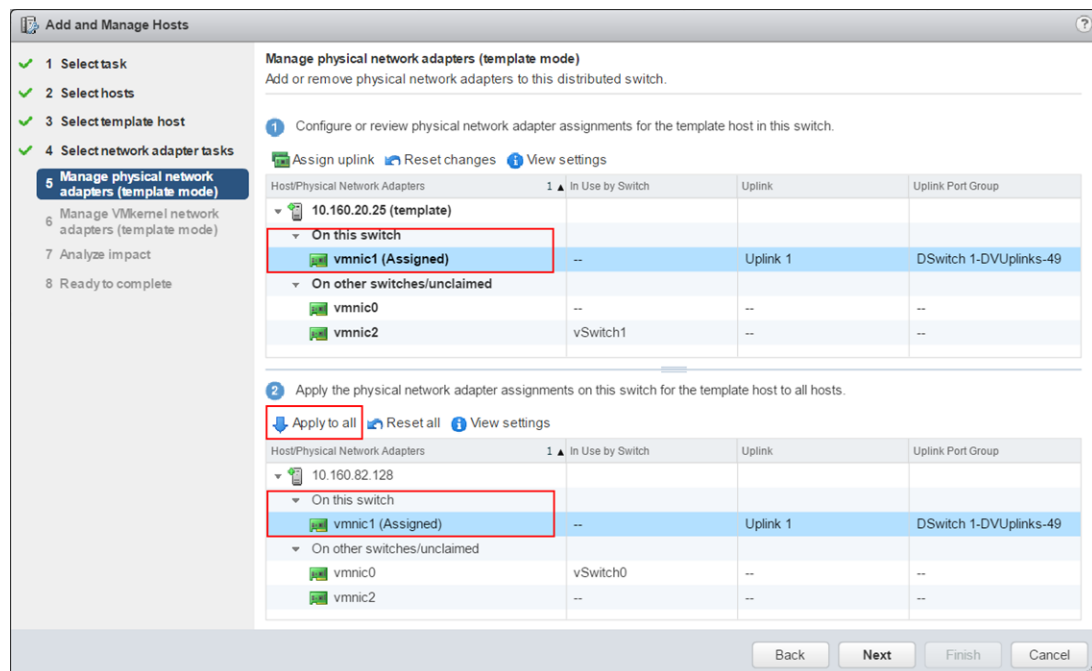 Add and Manage Hosts
?
1 Select task
2 Select hosts
3 Select template host
4 Select network adapter tasks
5 Manage physical network
adapters (template mode)
6 Manage VMkernel network
adapters (template mode)
7 Analyze impact
8 Ready to complete
Manage physical network adapters (template mode)
Add or remove physical network adapters to this distributed switch.
1 Configure or review physical network adapter assignments for the template host in this switch.
Assign uplink Reset changes View settings
Host/Physical Network Adapters 1 ▲ In Use by Switch Uplink Uplink Port Group
10.160.20.25 (template)
On this switch
vmnic1 (Assigned) -- Uplink 1 DSwitch 1-DVUplinks-49
On other switches/unclaimed
vmnic0 -- -- --
vmnic2 vSwitch1 -- --
2 Apply the physical network adapter assignments on this switch for the template host to all hosts.
Apply to all Reset all View settings
Host/Physical Network Adapters 1 ▲ In Use by Switch Uplink Uplink Port Group
10.160.82.128
On this switch
vmnic1 (Assigned) -- Uplink 1 DSwitch 1-DVUplinks-49
On other switches/unclaimed
vmnic0 vSwitch0 -- --
vmnic2 -- -- --
Back Next Finish Cancel